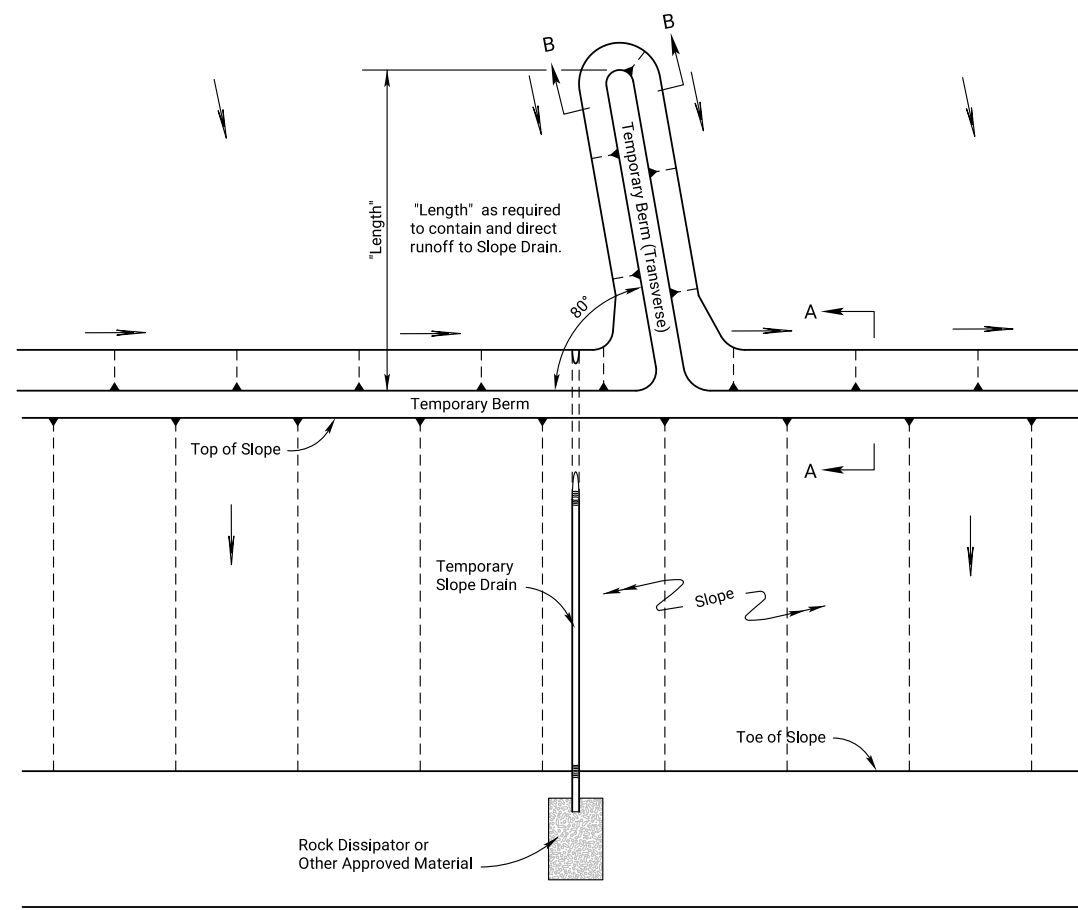 B
B
"Length"
"Length" as required
to contain and direct
runoff to Slope Drain.
Temporary Berm (Transverse)
80°
A
Temporary Berm
Top of Slope
A
Temporary
Slope Drain
Slope
Toe of Slope
Rock Dissipator or
Other Approved Material